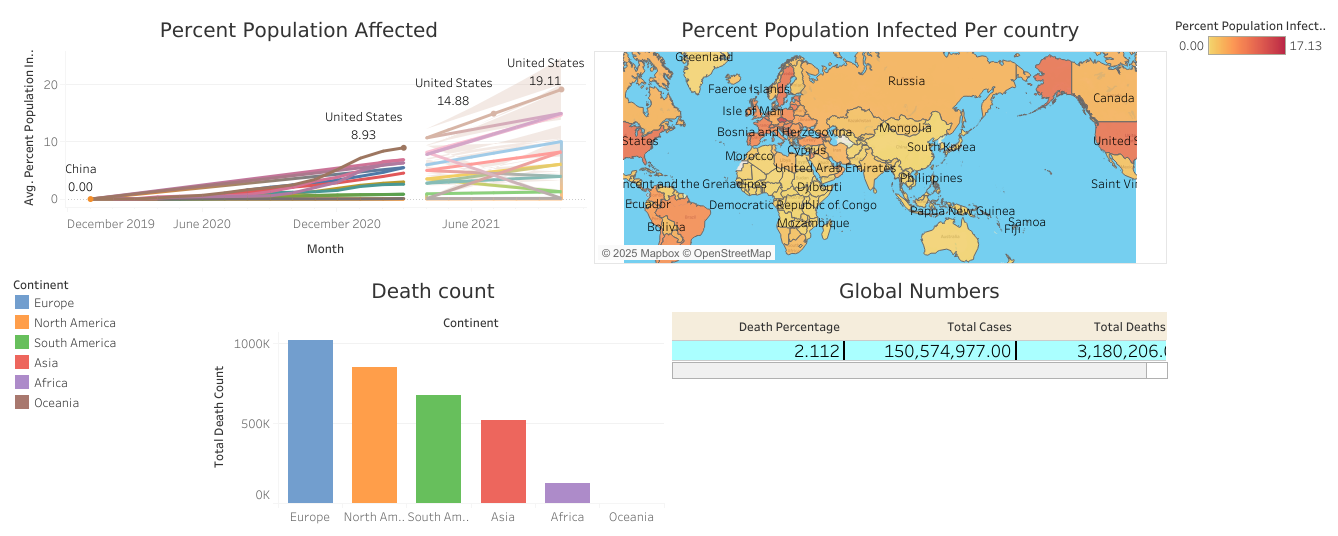 Percent Population Affected
Avg. Percent Population In..
20
10
0
China
0.00
United States
8.93
United States
14.88
United States
19.11
December 2019
June 2020
December 2020
June 2021
Month
Percent Population Infected Per country
Greenland
Russia
Faeroe Islands
Canada
Isle of Man
Bosnia and Herzegovina
Mongolia
States
United S
Cyprus
South Korea
Morocco
United Arab Emirates
Philippines
ncent and the Grenadines
Djibouti
Saint Vir
Ecuador
Democratic Republic of Congo
Papua New Guinea
Samoa
Bolivia
Mozambique
Fiji
© 2025 Mapbox © OpenStreetMap
Percent Population Infect..
0.00
17.13
Continent
Europe
North America
South America
Asia
Africa
Oceania
Death count
Continent
Total Death Count
1000K
500K
0K
Europe
North Am..
South Am..
Asia
Africa
Oceania
Global Numbers
Death Percentage
Total Cases
Total Deaths
2.112
150,574,977.00
3,180,206.0